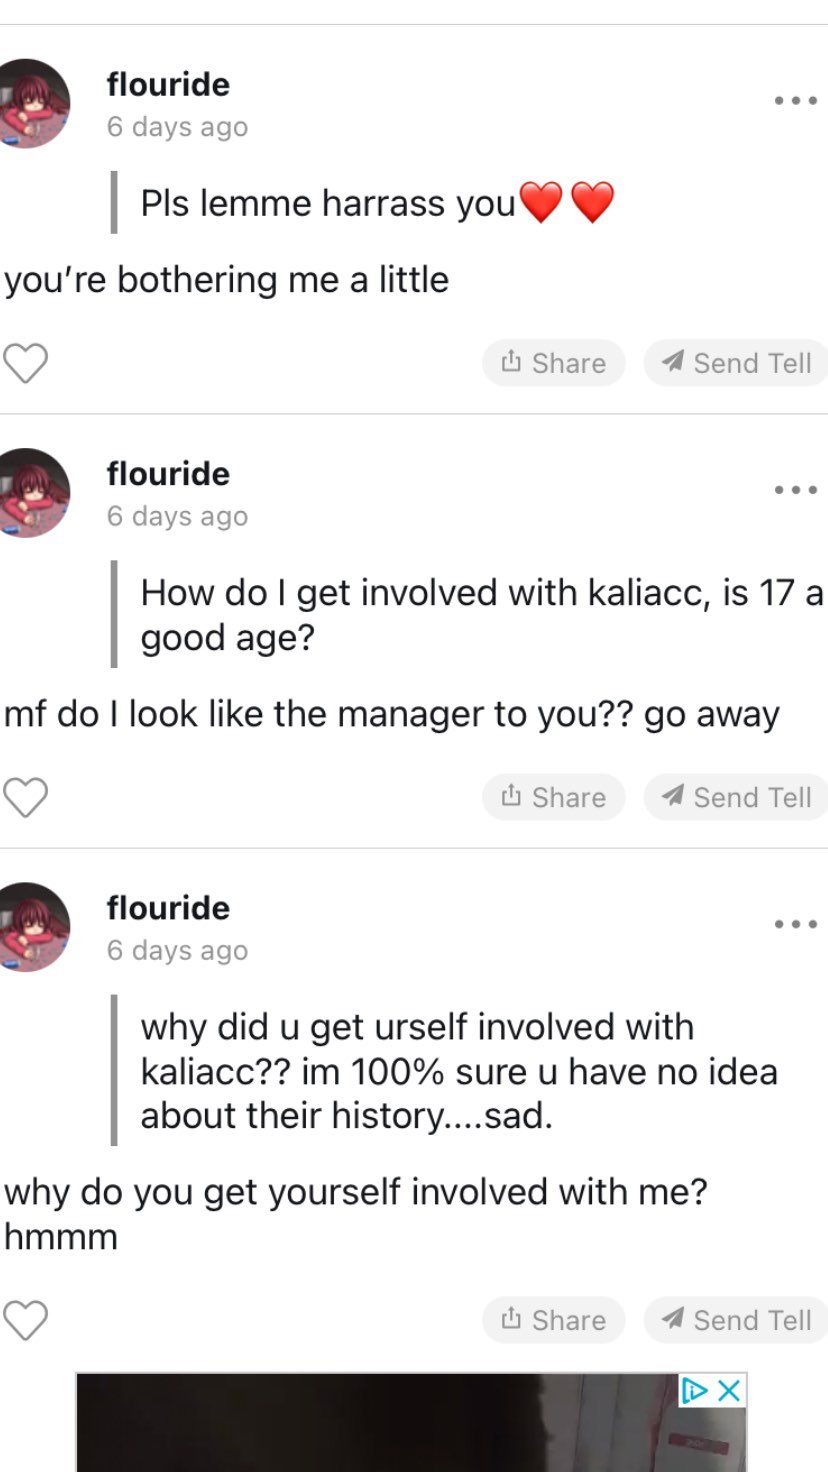 flouride
6 days ago
Pls lemme harrass you❤️❤️
you're bothering me a little
Share
Send Tell
flouride
6 days ago
How do I get involved with kaliacc, is 17 a
good age?
mf do I look like the manager to you?? go away
Share
Send Tell
flouride
6 days ago
why did u get urself involved with
kaliacc?? im 100% sure u have no idea
about their history....sad.
why do you get yourself involved with me?
hmmm
Share
Send Tell